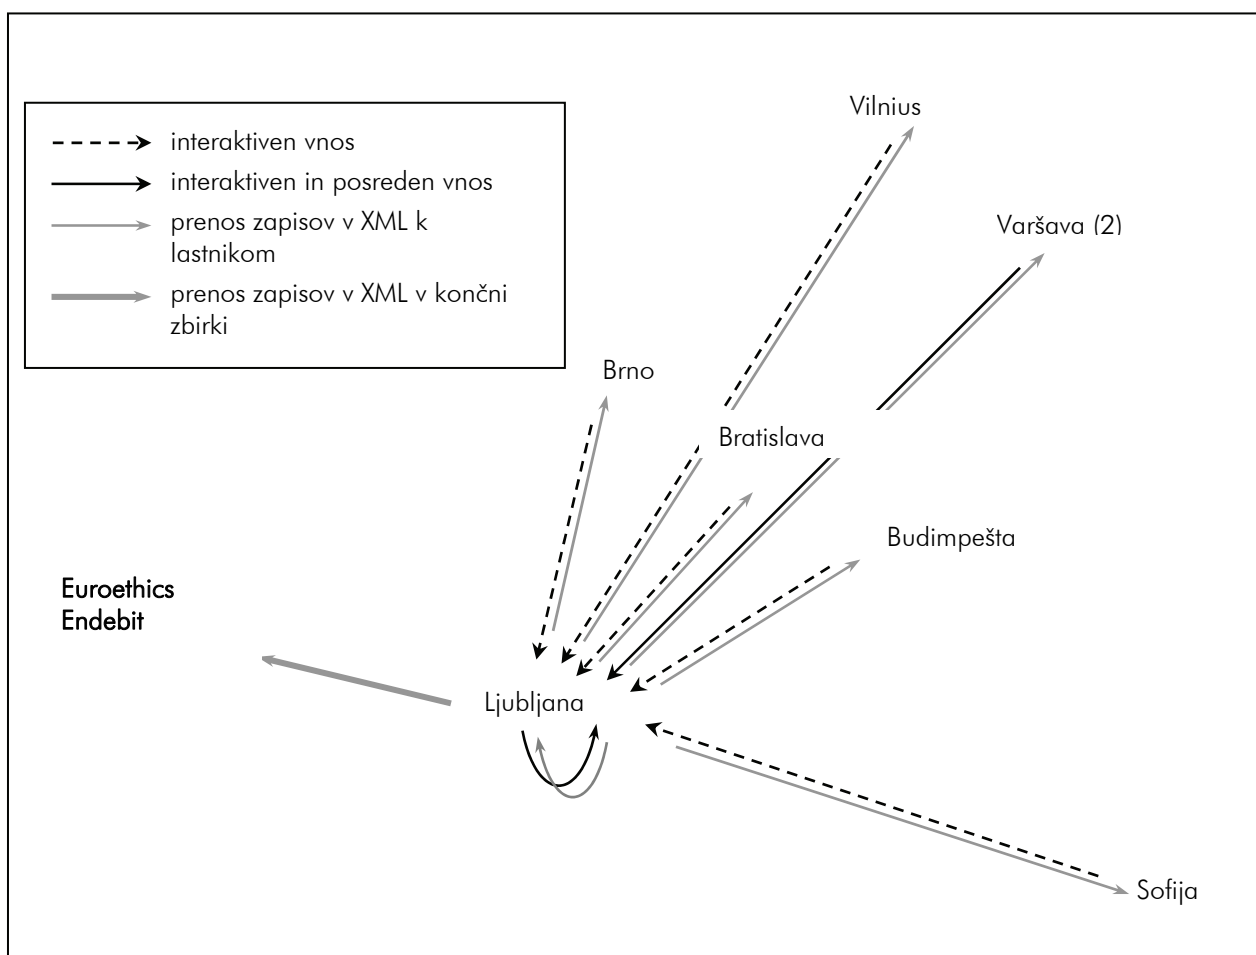 interaktiven vnos
interaktiven in posreden vnos
prenos zapisov v XML k
lastnikom
prenos zapisov v XML v končni
zbirki
Vilnius
Varšava (2)
Brno
Bratislava
Budimpešta
Euroethics
Endebit
Ljubljana
Sofija